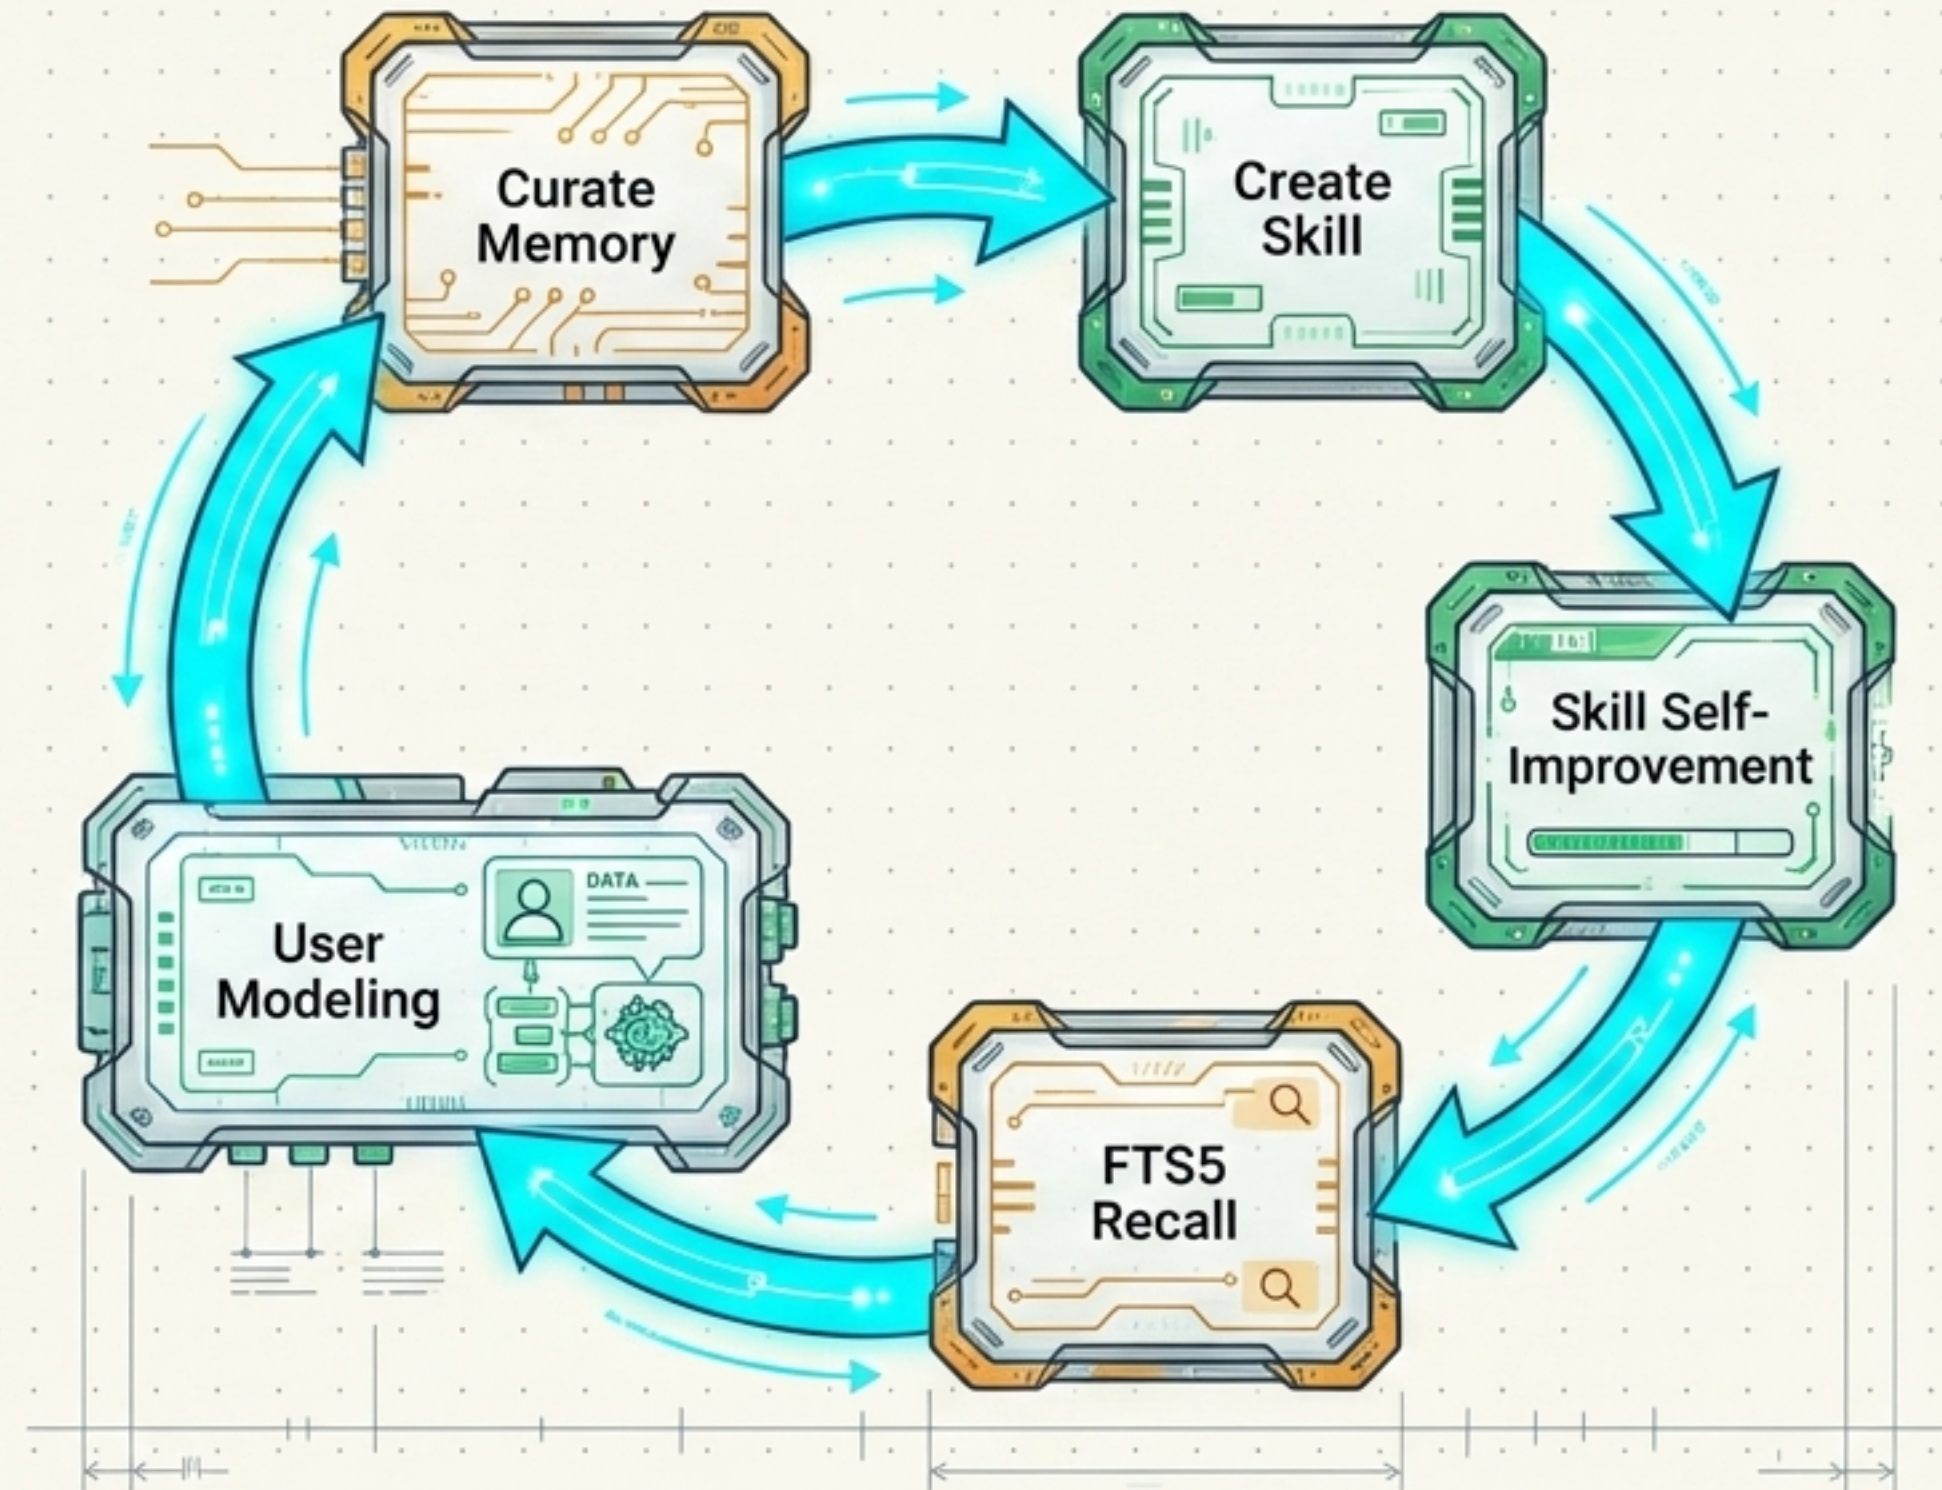 Curate
Memory
Create
Skill
Skill Self-
Improvement
User
Modeling
DATA
FTS5
Recall